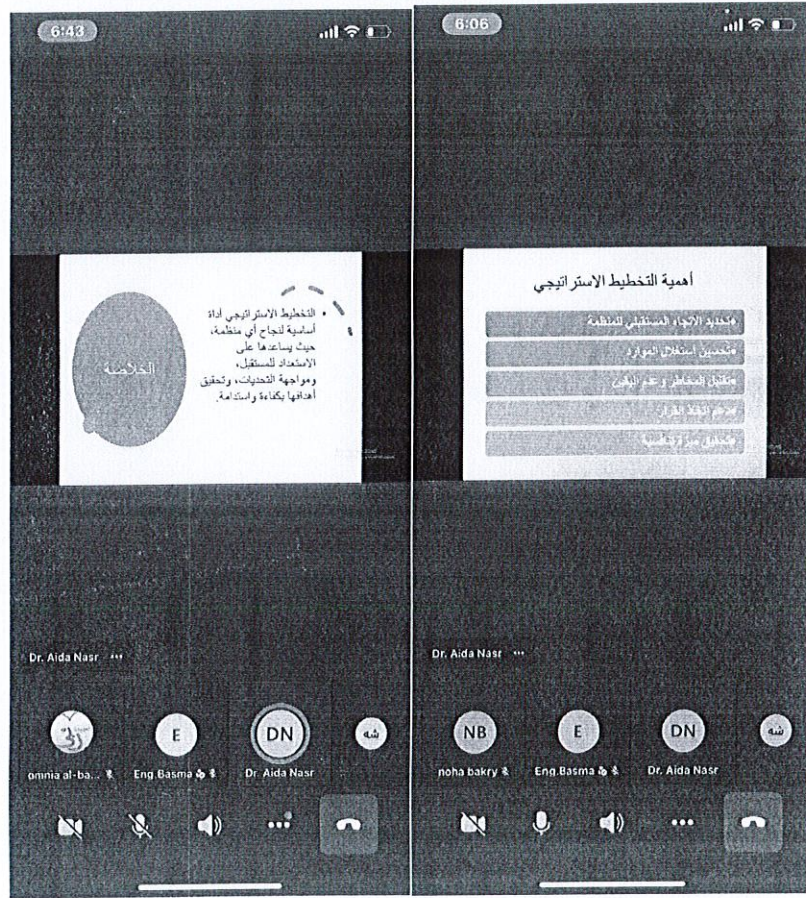 6:43
الخلاصة
• التخطيط الاستراتيجي أداة
أساسية لنجاح أي منظمة،
حيث يساعدها على
الاستعداد للمستقبل،
ومواجهة التحديات، وتحقيق
أهدافها بكفاءة واستدامة.
Dr. Aida Nasr ...
omnia al-ba...
E
Eng.Basma
DN
Dr. Aida Nasr
شه
6:06
أهمية التخطيط الاستراتيجي
•تحديد الاتجاه المستقبلي للمنظمة
•تحسين استغلال الموارد
•تقليل المخاطر وعدم اليقين
•دعم اتخاذ القرار
•تحقيق ميزة تنافسية
Dr. Aida Nasr ...
NB
noha bakry
E
Eng.Basma
DN
Dr. Aida Nasr
شه